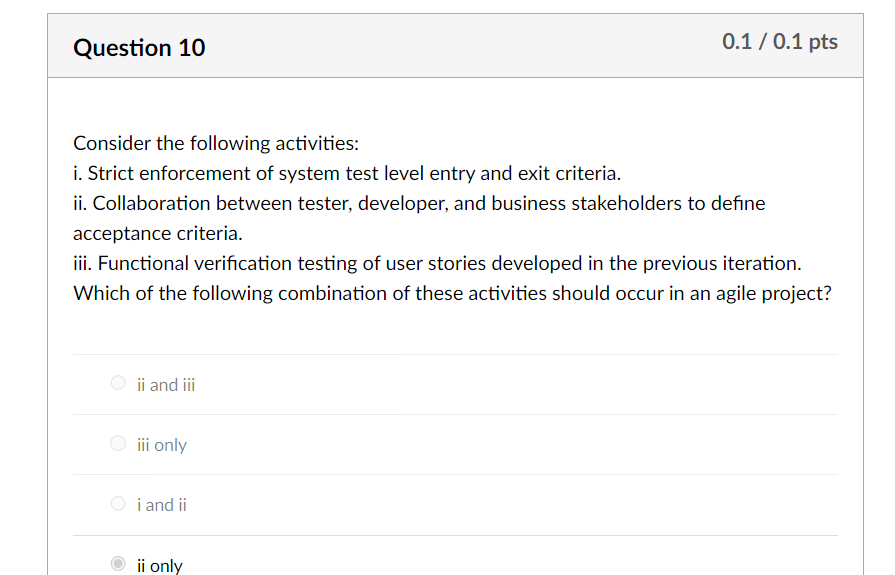 Question 10
0.1 / 0.1 pts
Consider the following activities:
i. Strict enforcement of system test level entry and exit criteria.
ii. Collaboration between tester, developer, and business stakeholders to define
acceptance criteria.
iii. Functional verification testing of user stories developed in the previous iteration.
Which of the following combination of these activities should occur in an agile project?
ii and iii
iii only
i and ii
ii only